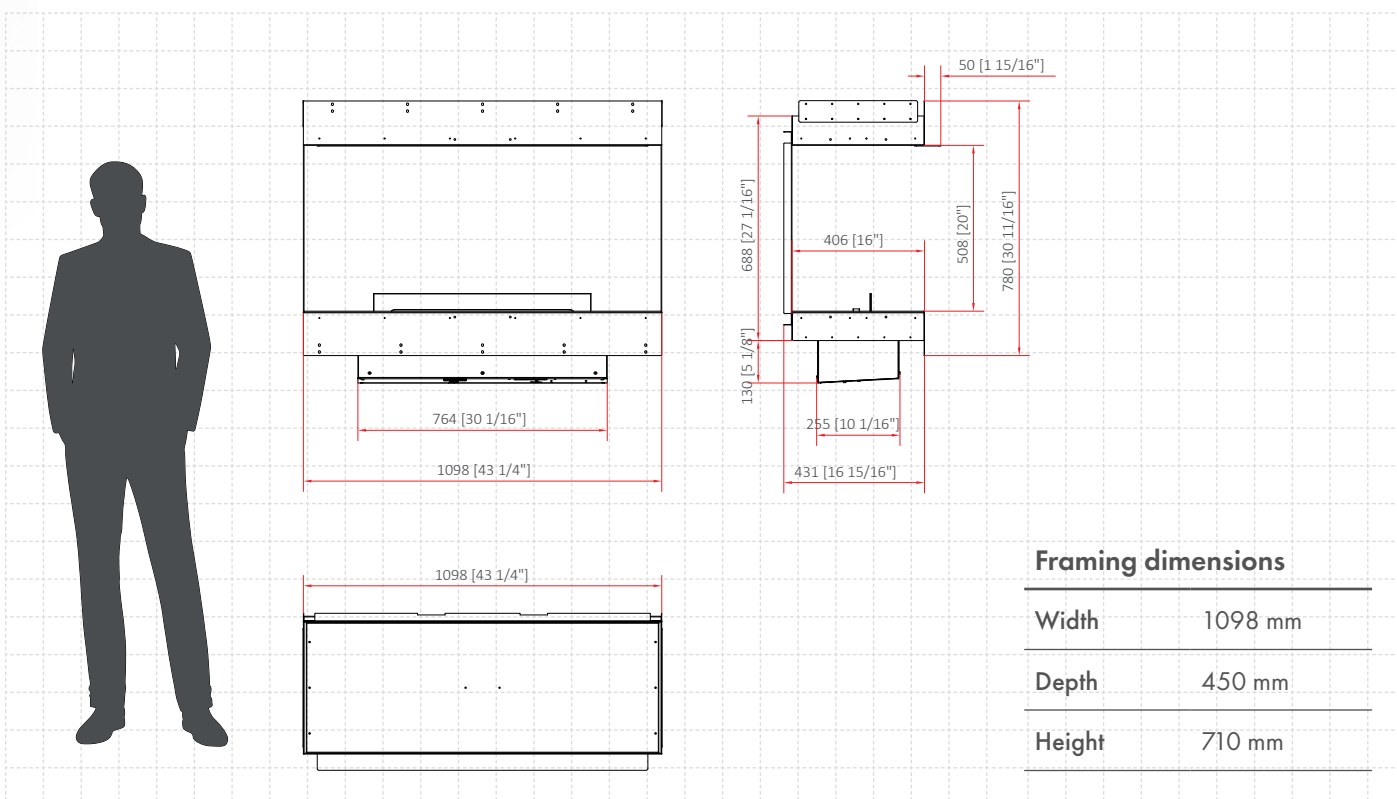 50 [1 15/16"]
688 [27 1/16"]
406 [16"]
508 [20"]
780 [30 11/16"]
130 [5 1/8"]
764 [30 1/16"]
255 [10 1/16"]
1098 [43 1/4"]
431 [16 15/16"]
1098 [43 1/4"]
Framing dimensions
Width 1098 mm
Depth 450 mm
Height 710 mm